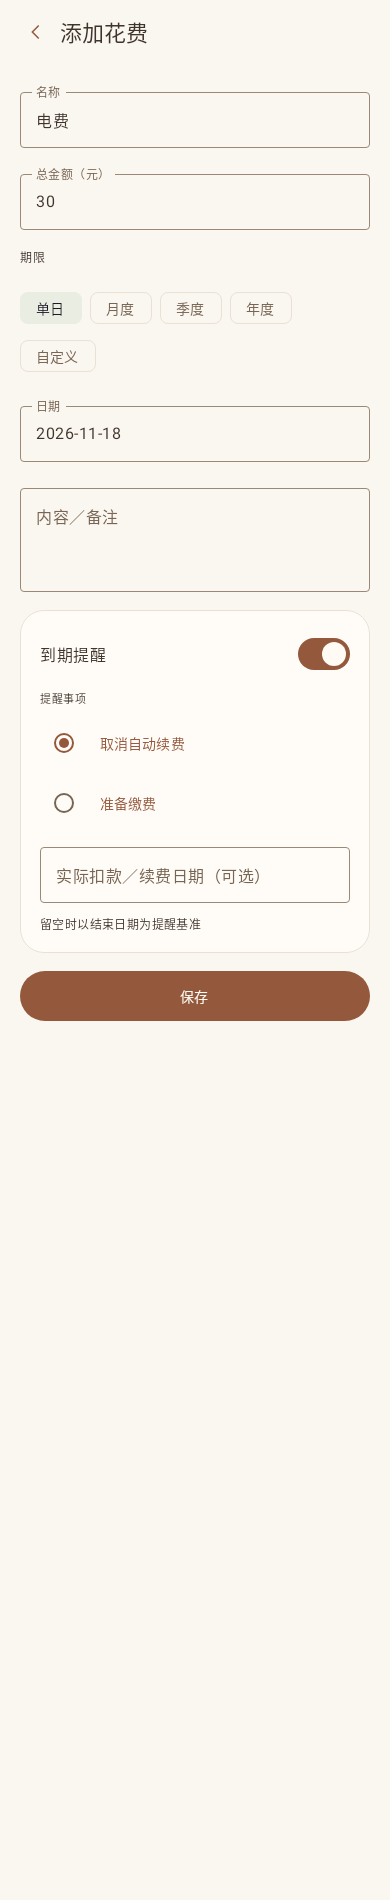 添加花费
名称
电费
总金额（元）
30
期限
单日 月度 季度 年度
自定义
日期
2026-11-18
内容／备注
到期提醒
提醒事项
取消自动续费
准备缴费
实际扣款／续费日期（可选）
留空时以结束日期为提醒基准
保存